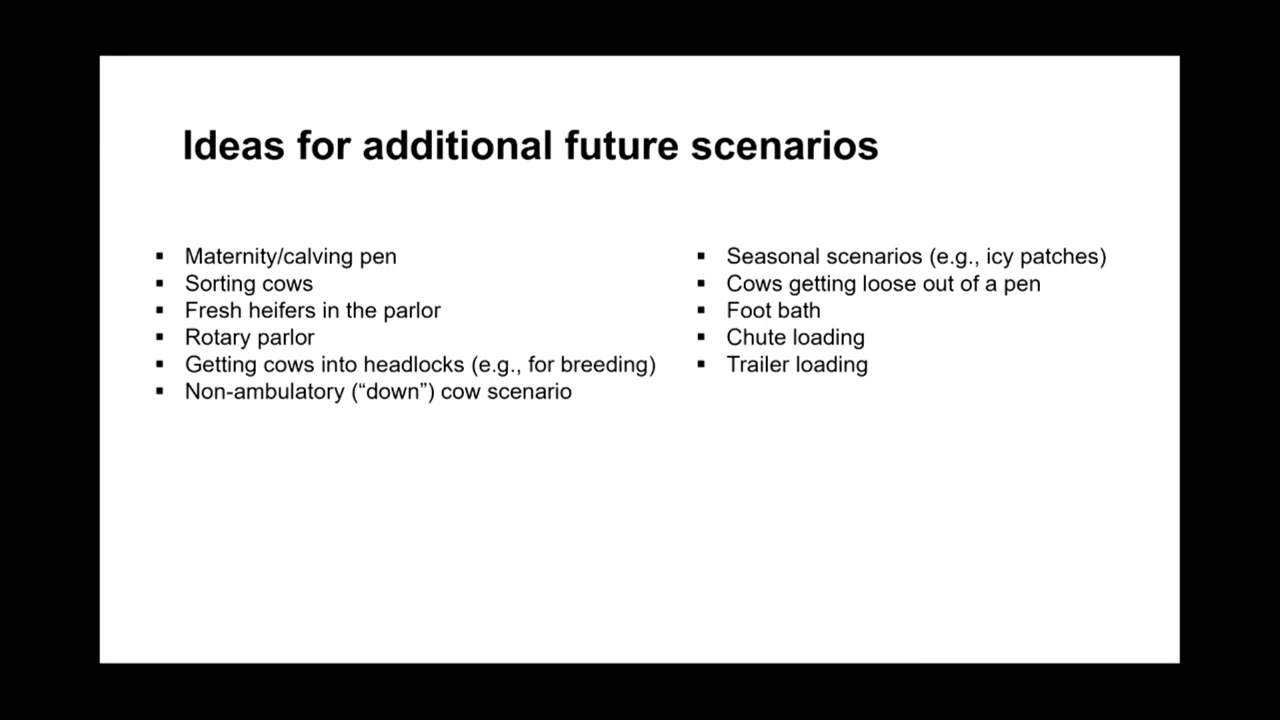 Ideas for additional future scenarios
▪ Maternity/calving pen
▪ Sorting cows
▪ Fresh heifers in the parlor
▪ Rotary parlor
▪ Getting cows into headlocks (e.g., for breeding)
▪ Non-ambulatory (“down”) cow scenario
▪ Seasonal scenarios (e.g., icy patches)
▪ Cows getting loose out of a pen
▪ Foot bath
▪ Chute loading
▪ Trailer loading